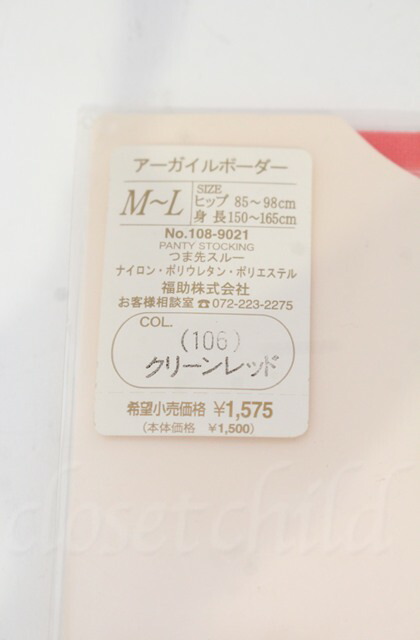 アーガイルボーダー
M~L
SIZE
ヒップ 85~98cm
身 長 150~165cm
No.108-9021
PANTY STOCKING
つま先スルー
ナイロン・ポリウレタン・ポリエステル
福助株式会社
お客様相談室 ☎072-223-2275
COL.
(106)
クリーンレッド
希望小売価格 ¥1,575
(本体価格 ¥1,500)
closet child